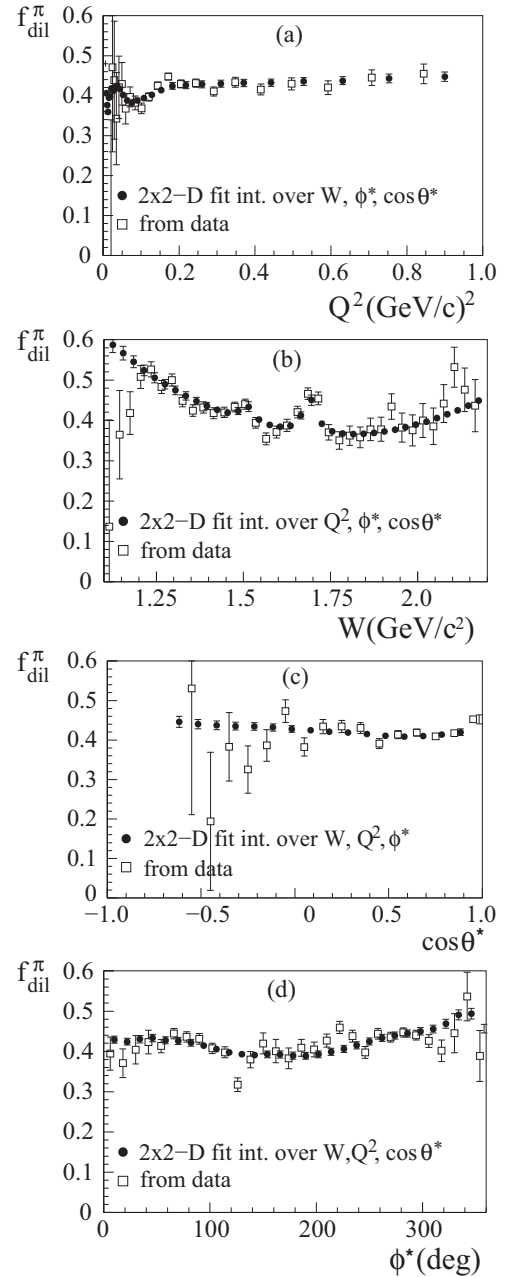 f π dil
0.6
(a)
0.5
0.4
0.3
0.2
2x2−D fit int. over W, ϕ*, cosθ*
0.1
from data
0
0 0.2 0.4 0.6 0.8 1.0
Q²(GeV/c)²
f π dil
0.6
(b)
0.5
0.4
0.3
0.2
2x2−D fit int. over Q², ϕ*, cosθ*
0.1
from data
0
1.25 1.5 1.75 2.0
W(GeV/c²)
f π dil
0.6
(c)
0.5
0.4
0.3
0.2
2x2−D fit int. over W, Q², ϕ*
0.1
from data
0
−1.0 −0.5 0 0.5 1.0
cosθ*
f π dil
0.6
(d)
0.5
0.4
0.3
0.2
2x2−D fit int. over W,Q², cosθ*
0.1
from data
0
0 100 200 300
ϕ*(deg)